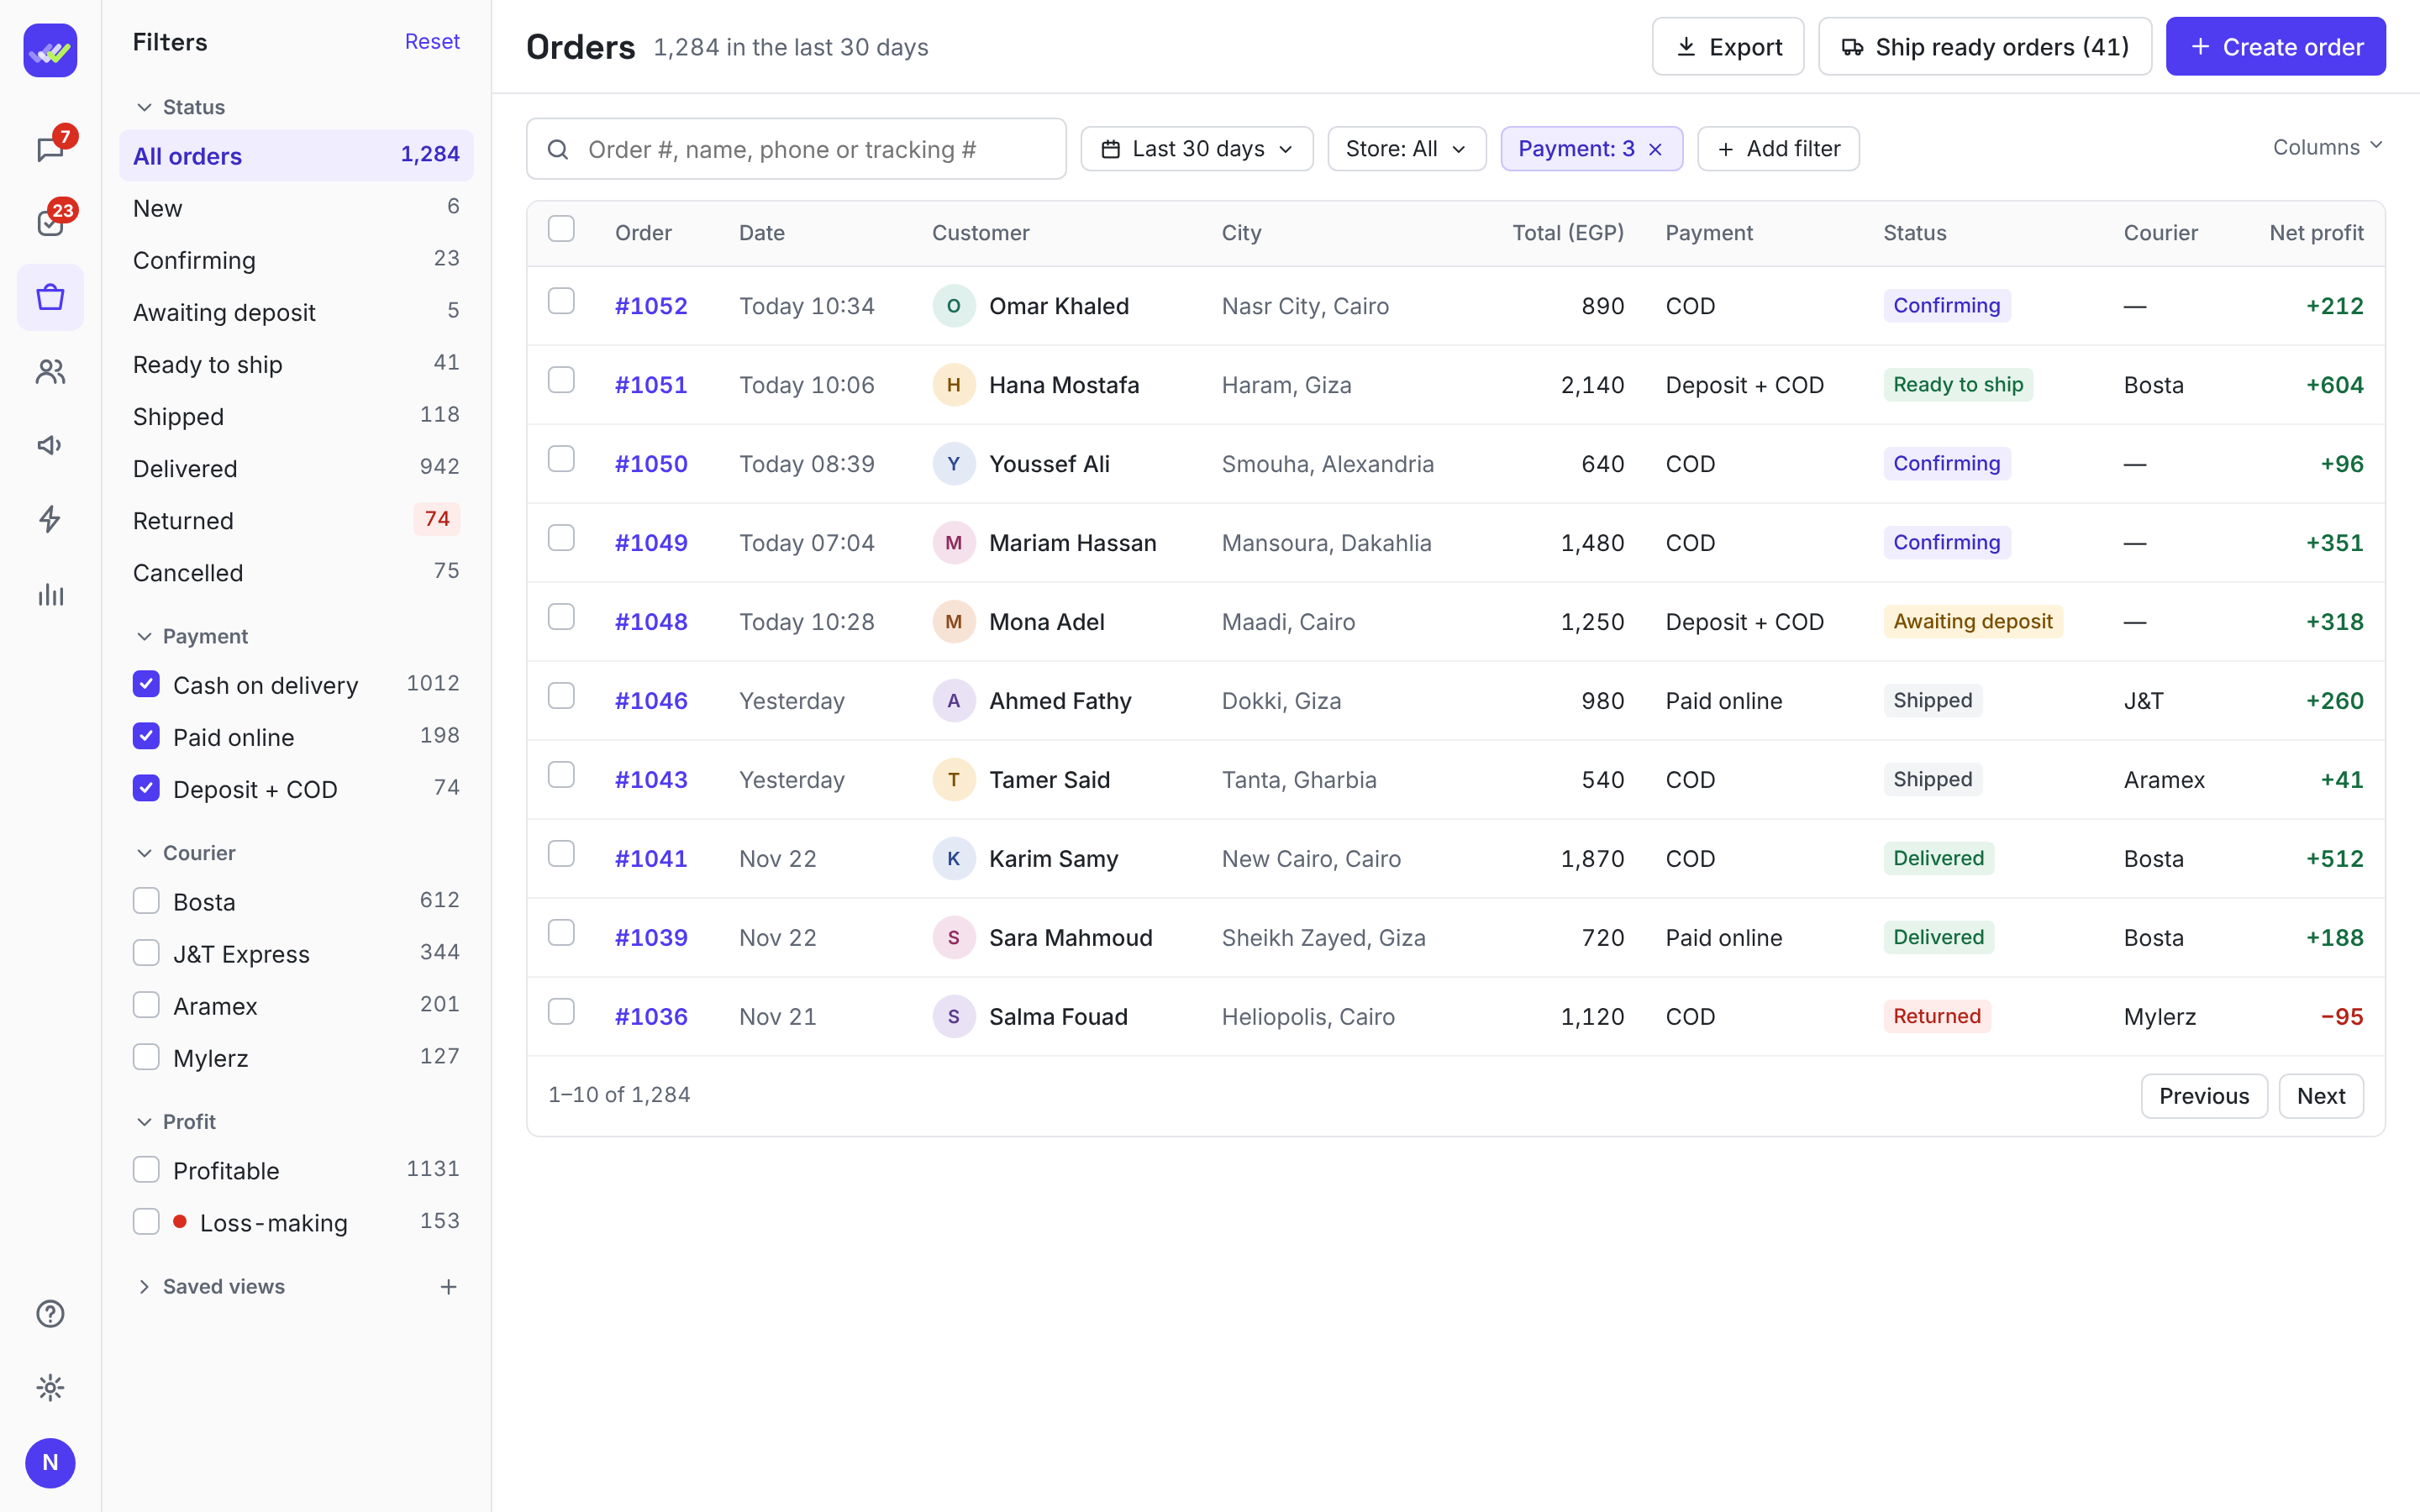 Filters
Reset
Status
All orders 1,284
New 6
Confirming 23
Awaiting deposit 5
Ready to ship 41
Shipped 118
Delivered 942
Returned 74
Cancelled 75
Payment
Cash on delivery 1012
Paid online 198
Deposit + COD 74
Courier
Bosta 612
J&T Express 344
Aramex 201
Mylerz 127
Profit
Profitable 1131
Loss-making 153
Saved views
7
23
N
Orders 1,284 in the last 30 days
Export
Ship ready orders (41)
Create order
Order #, name, phone or tracking #
Last 30 days
Store: All
Payment: 3
Add filter
Columns
Order Date Customer City Total (EGP) Payment Status Courier Net profit
#1052 Today 10:34 O Omar Khaled Nasr City, Cairo 890 COD Confirming — +212
#1051 Today 10:06 H Hana Mostafa Haram, Giza 2,140 Deposit + COD Ready to ship Bosta +604
#1050 Today 08:39 Y Youssef Ali Smouha, Alexandria 640 COD Confirming — +96
#1049 Today 07:04 M Mariam Hassan Mansoura, Dakahlia 1,480 COD Confirming — +351
#1048 Today 10:28 M Mona Adel Maadi, Cairo 1,250 Deposit + COD Awaiting deposit — +318
#1046 Yesterday A Ahmed Fathy Dokki, Giza 980 Paid online Shipped J&T +260
#1043 Yesterday T Tamer Said Tanta, Gharbia 540 COD Shipped Aramex +41
#1041 Nov 22 K Karim Samy New Cairo, Cairo 1,870 COD Delivered Bosta +512
#1039 Nov 22 S Sara Mahmoud Sheikh Zayed, Giza 720 Paid online Delivered Bosta +188
#1036 Nov 21 S Salma Fouad Heliopolis, Cairo 1,120 COD Returned Mylerz −95
1–10 of 1,284
Previous
Next